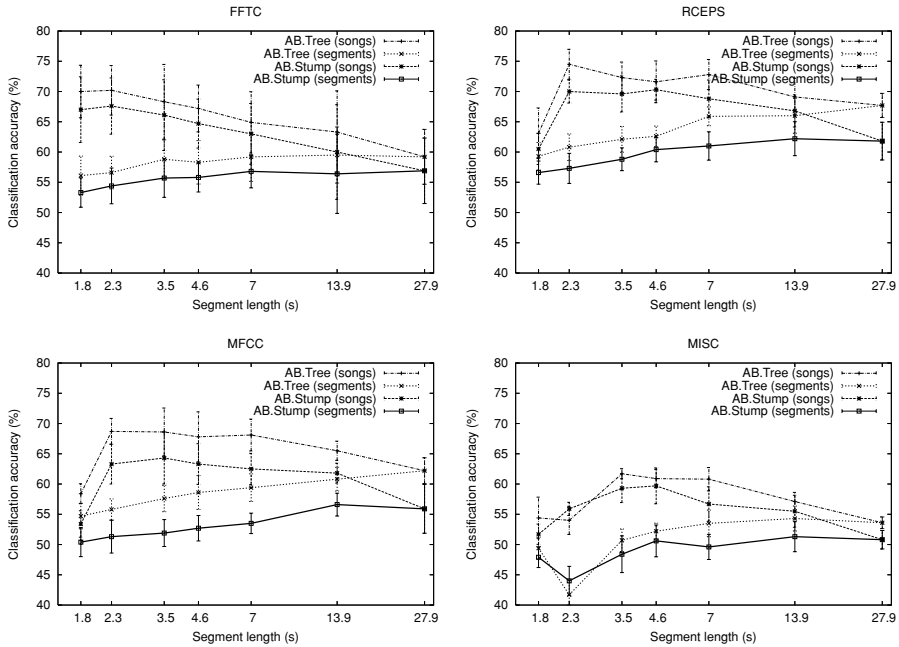 FFTC
Classification accuracy (%)
80
75
70
65
60
55
50
45
40
AB.Tree (songs)
AB.Tree (segments)
AB.Stump (songs)
AB.Stump (segments)
1.8 2.3 3.5 4.6 7 13.9 27.9
Segment length (s)
RCEPS
Classification accuracy (%)
80
75
70
65
60
55
50
45
40
AB.Tree (songs)
AB.Tree (segments)
AB.Stump (songs)
AB.Stump (segments)
1.8 2.3 3.5 4.6 7 13.9 27.9
Segment length (s)
MFCC
Classification accuracy (%)
80
75
70
65
60
55
50
45
40
AB.Tree (songs)
AB.Tree (segments)
AB.Stump (songs)
AB.Stump (segments)
1.8 2.3 3.5 4.6 7 13.9 27.9
Segment length (s)
MISC
Classification accuracy (%)
80
75
70
65
60
55
50
45
40
AB.Tree (songs)
AB.Tree (segments)
AB.Stump (songs)
AB.Stump (segments)
1.8 2.3 3.5 4.6 7 13.9 27.9
Segment length (s)